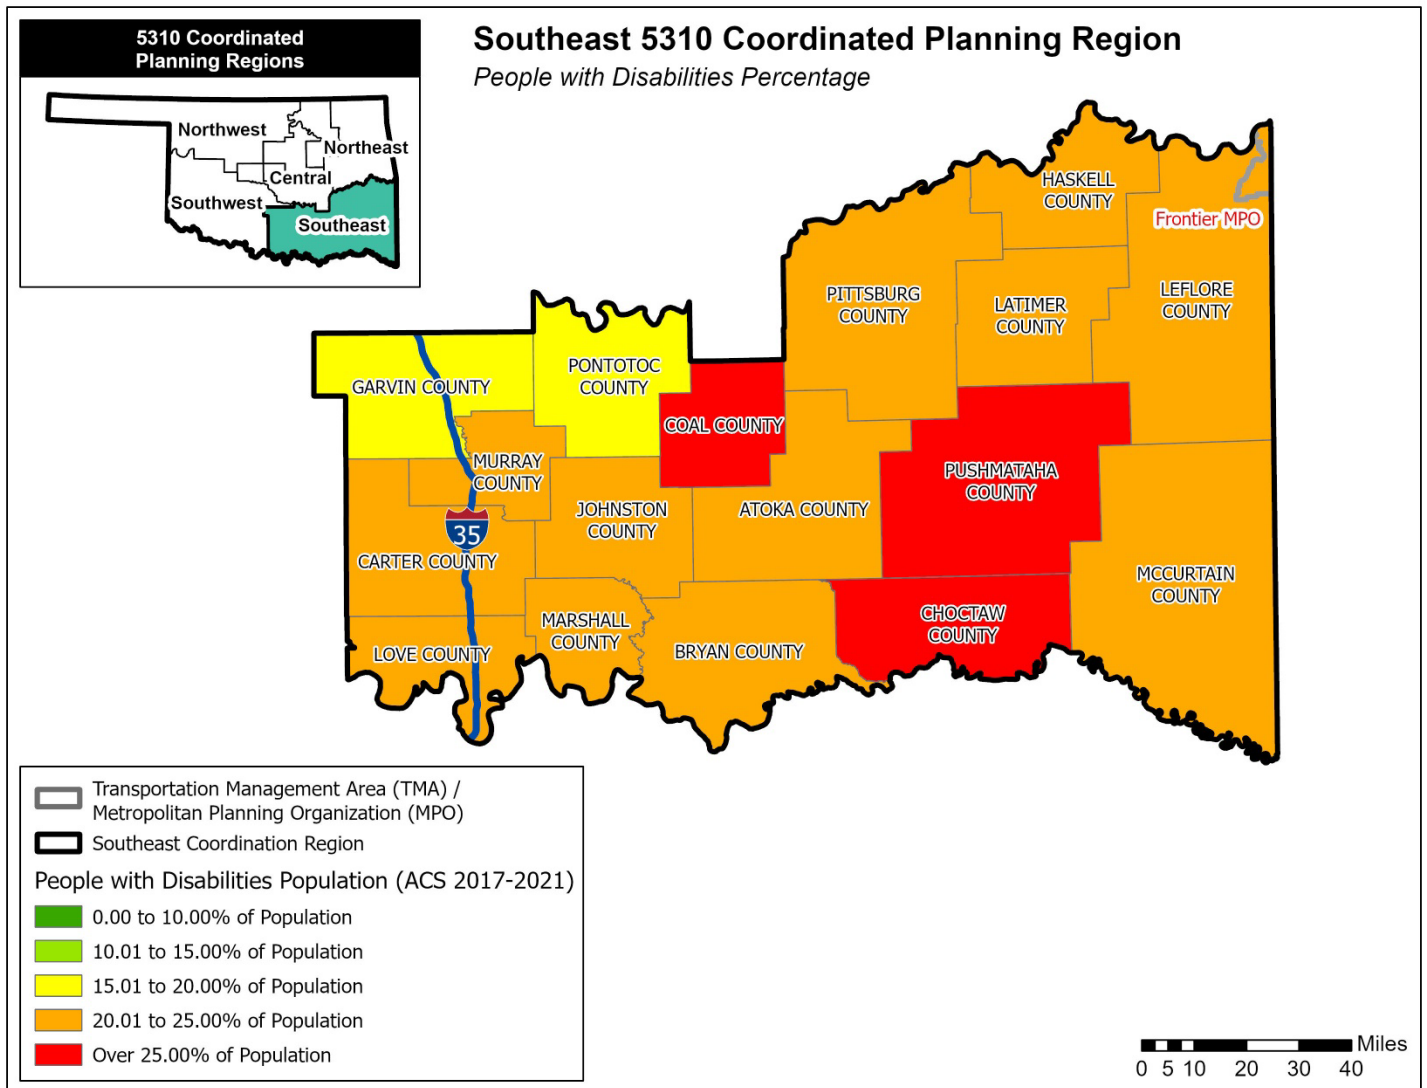 5310 Coordinated
Planning Regions
Northwest
Northeast
Central
Southwest
Southeast
Southeast 5310 Coordinated Planning Region
People with Disabilities Percentage
HASKELL
COUNTY
Frontier MPO
PITTSBURG
COUNTY
LATIMER
COUNTY
LEFLORE
COUNTY
GARVIN COUNTY
PONTOTOC
COUNTY
COAL COUNTY
MURRAY
COUNTY
PUSHMATAHA
COUNTY
JOHNSTON
COUNTY
ATOKA COUNTY
35
CARTER COUNTY
MCCURTAIN
COUNTY
MARSHALL
COUNTY
CHOCTAW
COUNTY
LOVE COUNTY
BRYAN COUNTY
Transportation Management Area (TMA) /
Metropolitan Planning Organization (MPO)
Southeast Coordination Region
People with Disabilities Population (ACS 2017-2021)
0.00 to 10.00% of Population
10.01 to 15.00% of Population
15.01 to 20.00% of Population
20.01 to 25.00% of Population
Over 25.00% of Population
Miles
0 5 10 20 30 40